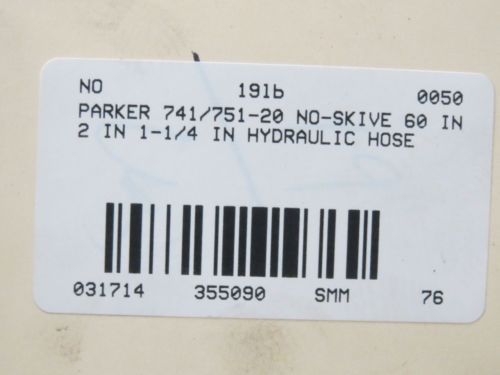 NO 19lb 0050
PARKER 741/751-20 NO-SKIVE 60 IN
2 IN 1-1/4 IN HYDRAULIC HOSE
031714 355090 SMM 76